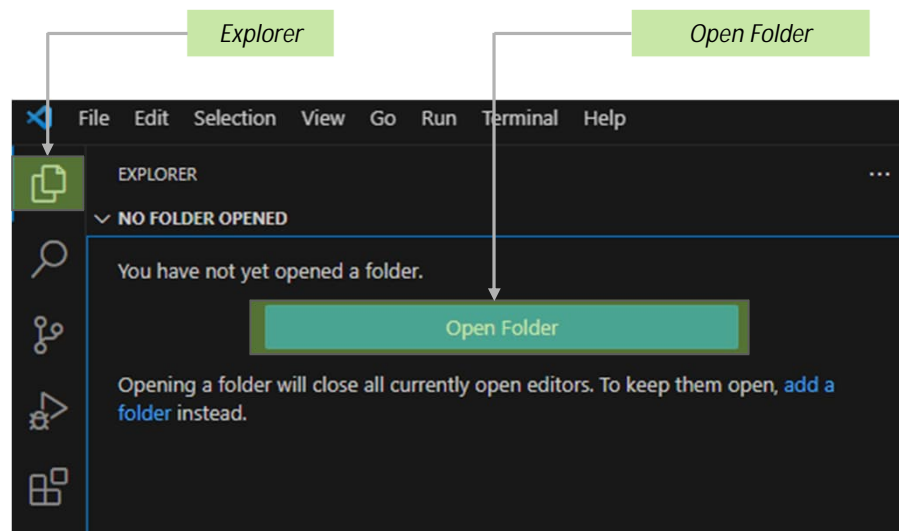 Explorer
Open Folder
File Edit Selection View Go Run Terminal Help
EXPLORER
NO FOLDER OPENED
You have not yet opened a folder.
Open Folder
Opening a folder will close all currently open editors. To keep them open, add a
folder instead.